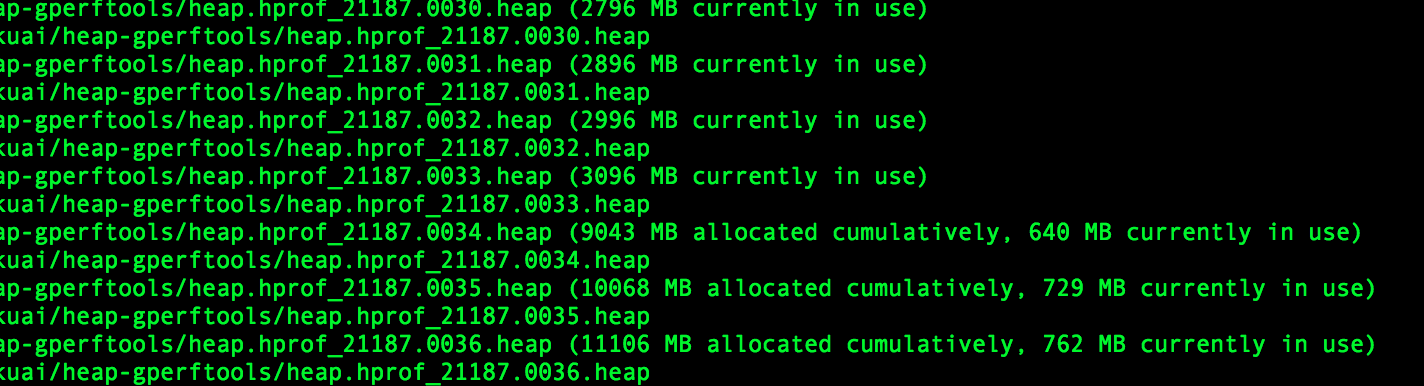 ap-gperftools/heap.hprof_21187.0030.heap (2796 MB currently in use)
kuai/heap-gperftools/heap.hprof_21187.0030.heap
ap-gperftools/heap.hprof_21187.0031.heap (2896 MB currently in use)
kuai/heap-gperftools/heap.hprof_21187.0031.heap
ap-gperftools/heap.hprof_21187.0032.heap (2996 MB currently in use)
kuai/heap-gperftools/heap.hprof_21187.0032.heap
ap-gperftools/heap.hprof_21187.0033.heap (3096 MB currently in use)
kuai/heap-gperftools/heap.hprof_21187.0033.heap
ap-gperftools/heap.hprof_21187.0034.heap (9043 MB allocated cumulatively, 640 MB currently in use)
kuai/heap-gperftools/heap.hprof_21187.0034.heap
ap-gperftools/heap.hprof_21187.0035.heap (10068 MB allocated cumulatively, 729 MB currently in use)
kuai/heap-gperftools/heap.hprof_21187.0035.heap
ap-gperftools/heap.hprof_21187.0036.heap (11106 MB allocated cumulatively, 762 MB currently in use)
kuai/heap-gperftools/heap.hprof_21187.0036.heap